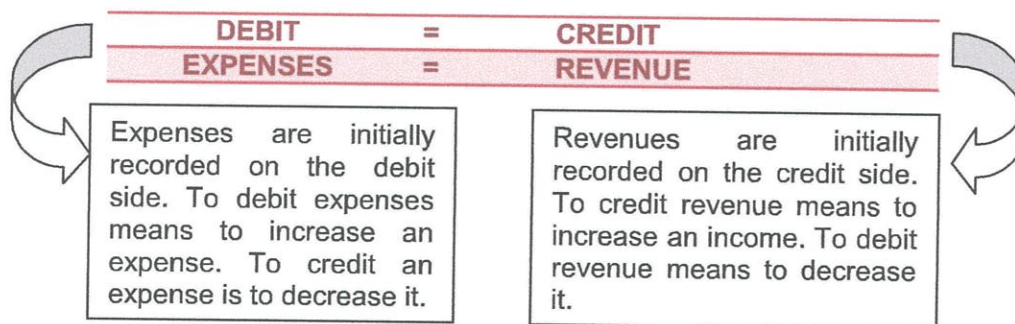 DEBIT = CREDIT
EXPENSES = REVENUE
Expenses are initially
recorded on the debit
side. To debit expenses
means to increase an
expense. To credit an
expense is to decrease it.
Revenues are initially
recorded on the credit side.
To credit revenue means to
increase an income. To debit
revenue means to decrease
it.